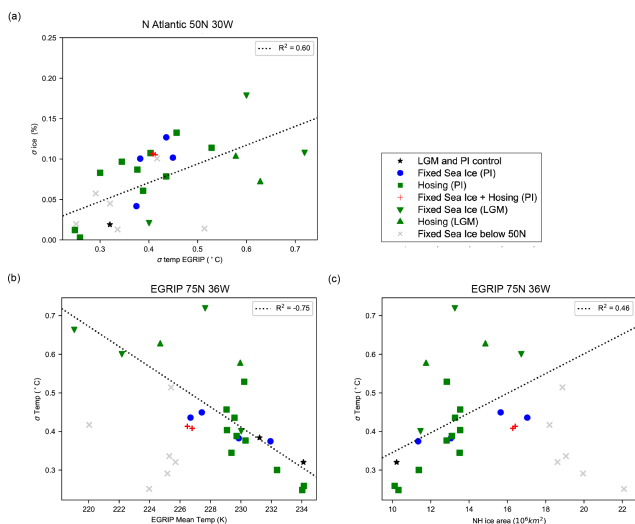 (a)
N Atlantic 50N 30W
R² = 0.60
0.25
0.20
0.15
0.10
0.05
0.00
σ ice (%)
0.3 0.4 0.5 0.6 0.7
σ temp EGRIP (°C)
LGM and PI control
Fixed Sea Ice (PI)
Hosing (PI)
Fixed Sea Ice + Hosing (PI)
Fixed Sea Ice (LGM)
Hosing (LGM)
Fixed Sea Ice below 50N
(b)
EGRIP 75N 36W
R² = -0.75
0.7
0.6
0.5
0.4
0.3
σ Temp (°C)
220 222 224 226 228 230 232 234
EGRIP Mean Temp (K)
(c)
EGRIP 75N 36W
R² = 0.46
0.7
0.6
0.5
0.4
0.3
σ Temp (°C)
10 12 14 16 18 20 22
NH ice area (10⁶km²)